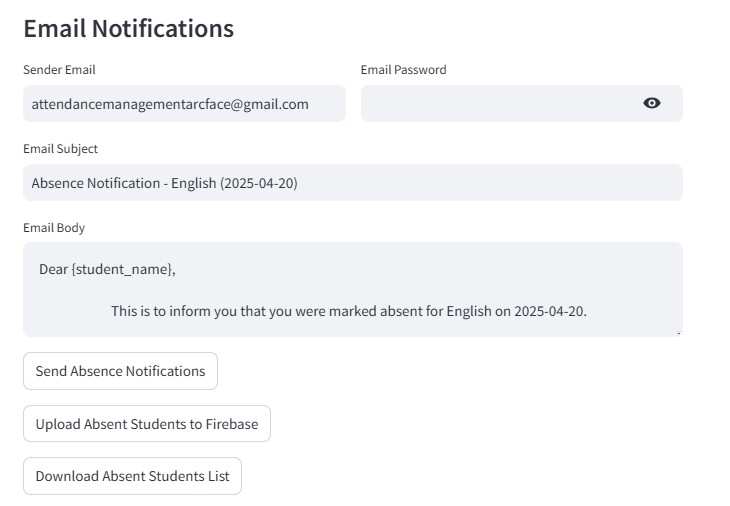 Email Notifications
Sender Email
Email Password
attendancemanagementarcface@gmail.com
Email Subject
Absence Notification - English (2025-04-20)
Email Body
Dear {student_name},
This is to inform you that you were marked absent for English on 2025-04-20.
Send Absence Notifications
Upload Absent Students to Firebase
Download Absent Students List